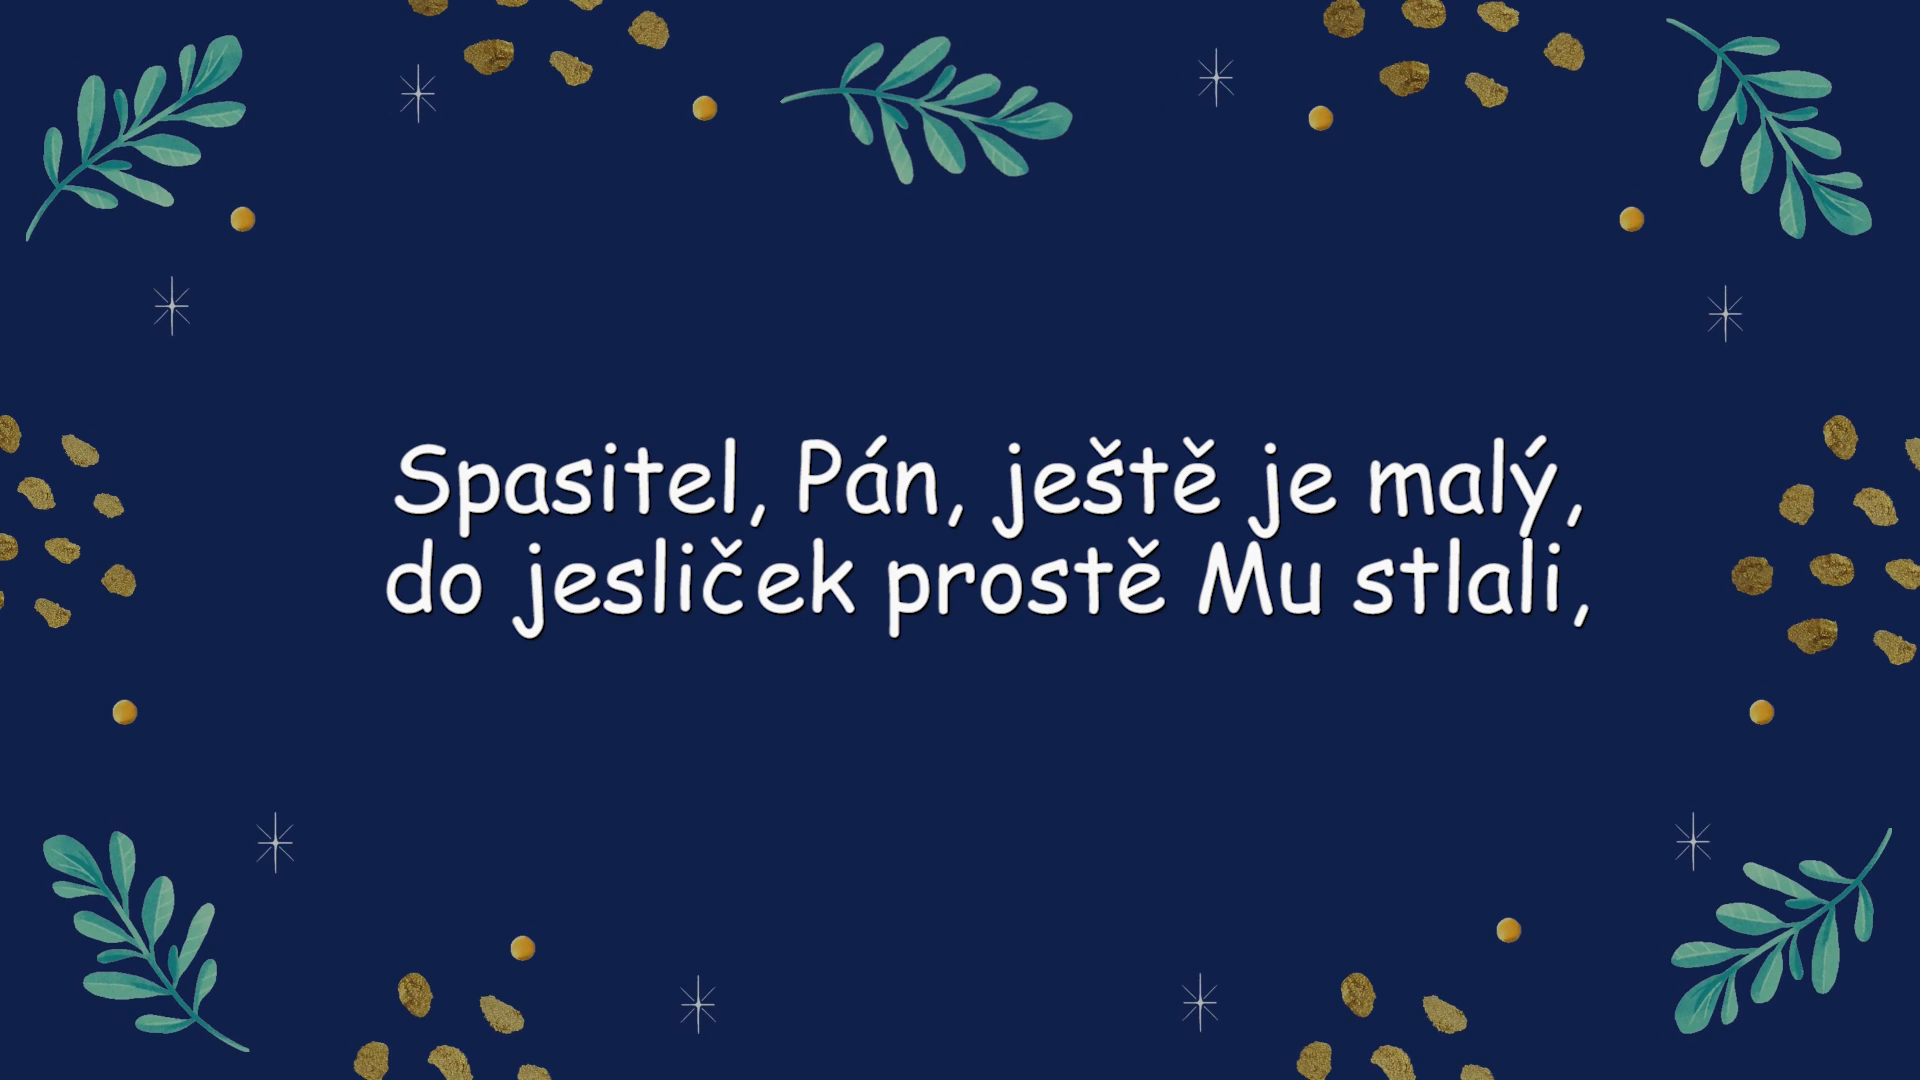 Spasitel, Pán, ještě je malý,
do jesliček prostě Mu stlali,